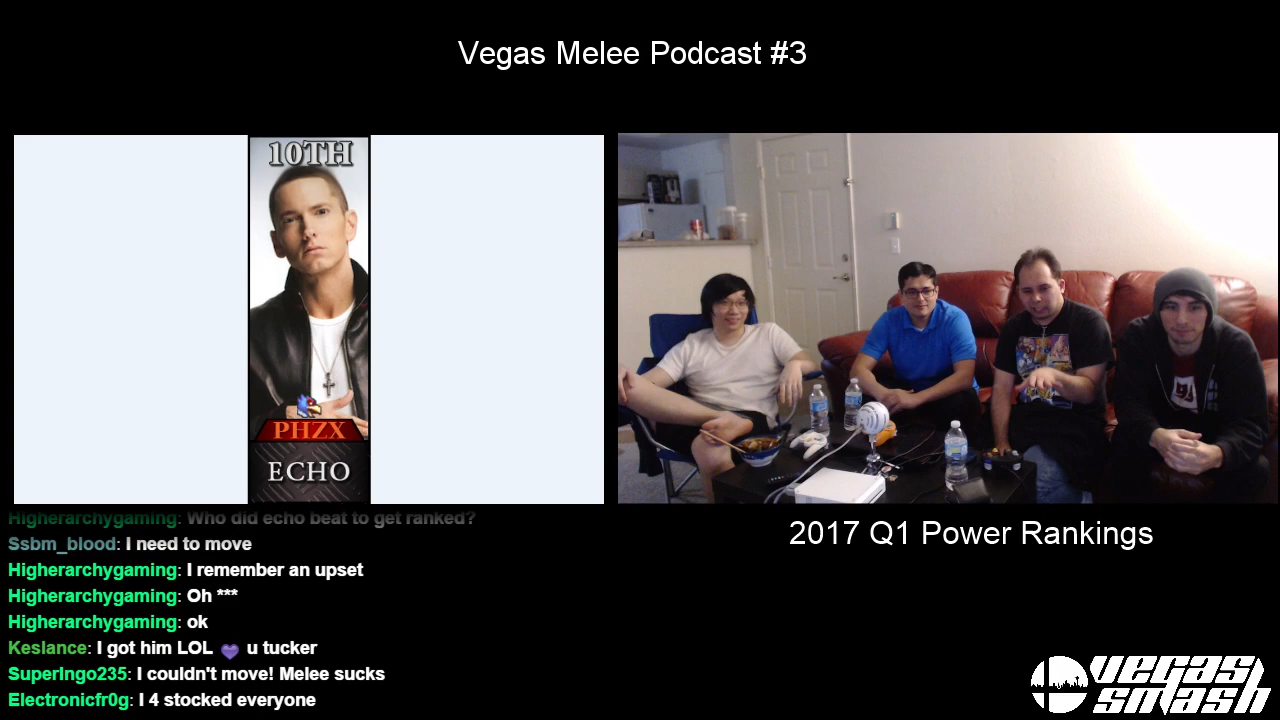 Vegas Melee Podcast #3
10TH
PHZX
ECHO
2017 Q1 Power Rankings
Higherarchygaming: Who did echo beat to get ranked?
Ssbm_blood: I need to move
Higherarchygaming: I remember an upset
Higherarchygaming: Oh ***
Higherarchygaming: ok
Keslance: I got him LOL 💜 u tucker
SuperIngo235: I couldn't move! Melee sucks
Electronicfr0g: I 4 stocked everyone
VEGAS
SMASH